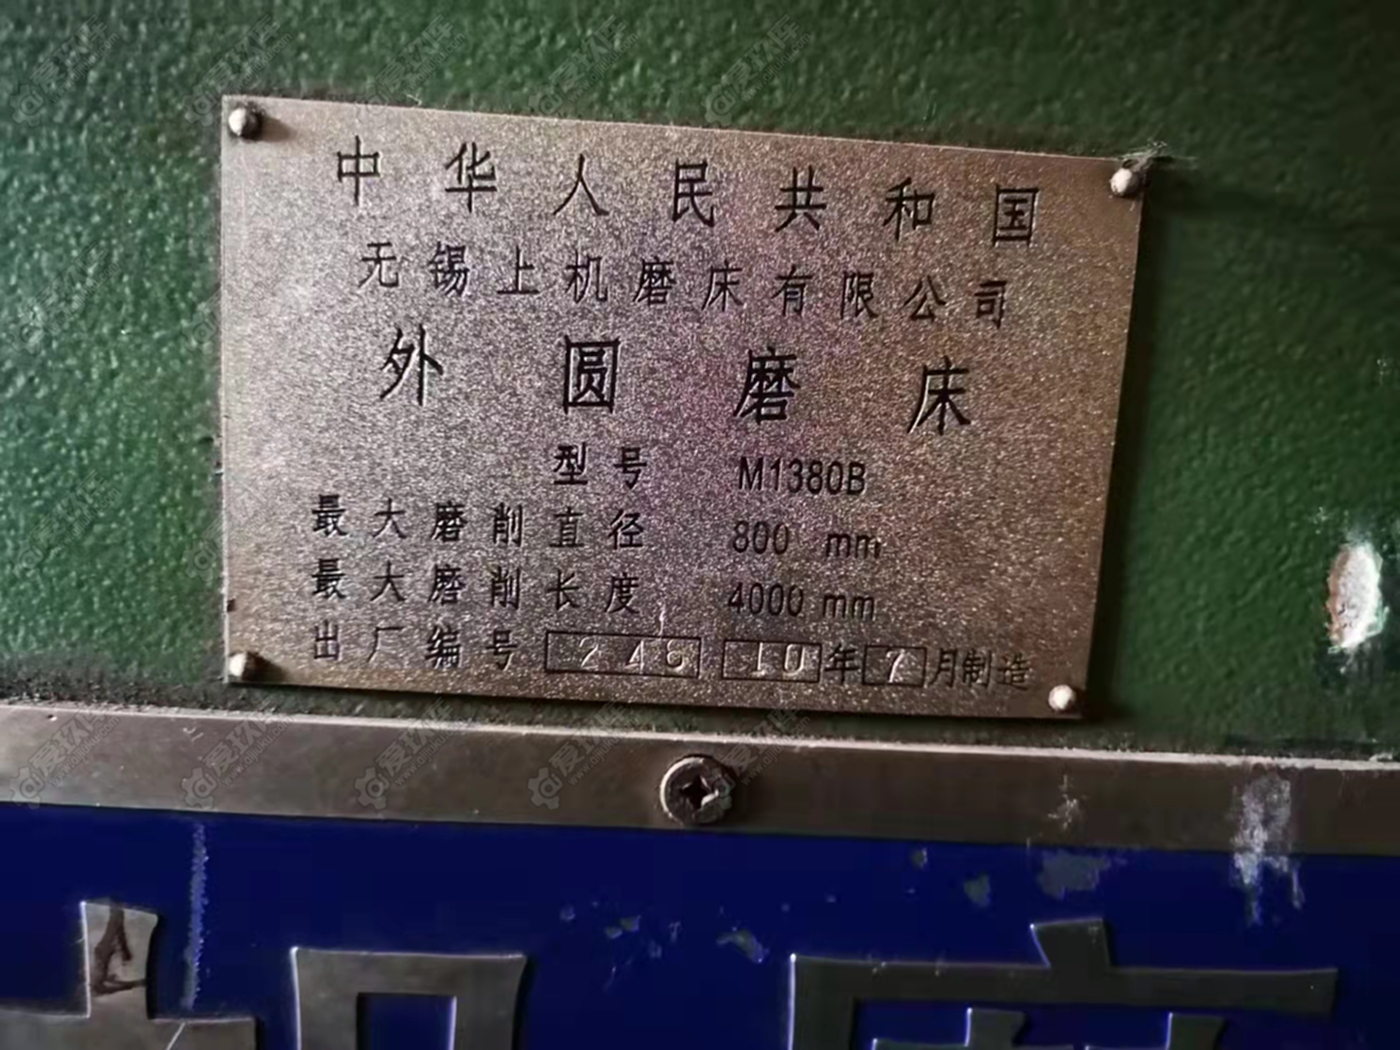 中华人民共和国
无锡上机磨床有限公司
外圆磨床
型号 M1380B
最大磨削直径 800 mm
最大磨削长度 4000 mm
出厂编号 246 10年7月制造